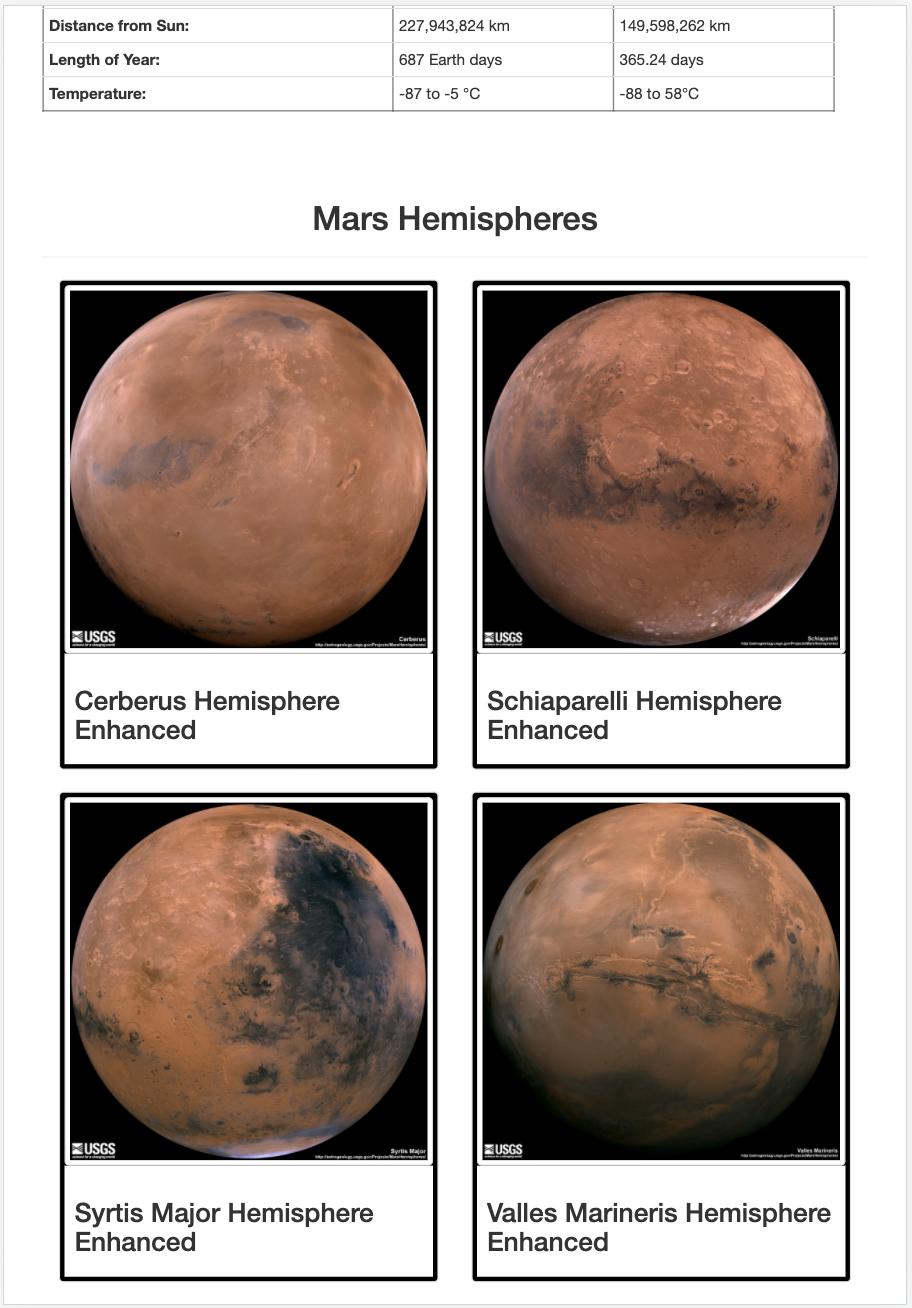 Distance from Sun: 227,943,824 km 149,598,262 km
Length of Year: 687 Earth days 365.24 days
Temperature: -87 to -5 °C -88 to 58°C
Mars Hemispheres
USGS
science for a changing world
Cerberus
http://astrogeology.usgs.gov/Projects/MarsHemispheres/
USGS
science for a changing world
Schiaparelli
http://astrogeology.usgs.gov/Projects/MarsHemispheres/
Cerberus Hemisphere
Enhanced
Schiaparelli Hemisphere
Enhanced
USGS
science for a changing world
Syrtis Major
http://astrogeology.usgs.gov/Projects/MarsHemispheres/
USGS
science for a changing world
Valles Marineris
http://astrogeology.usgs.gov/Projects/MarsHemispheres/
Syrtis Major Hemisphere
Enhanced
Valles Marineris Hemisphere
Enhanced